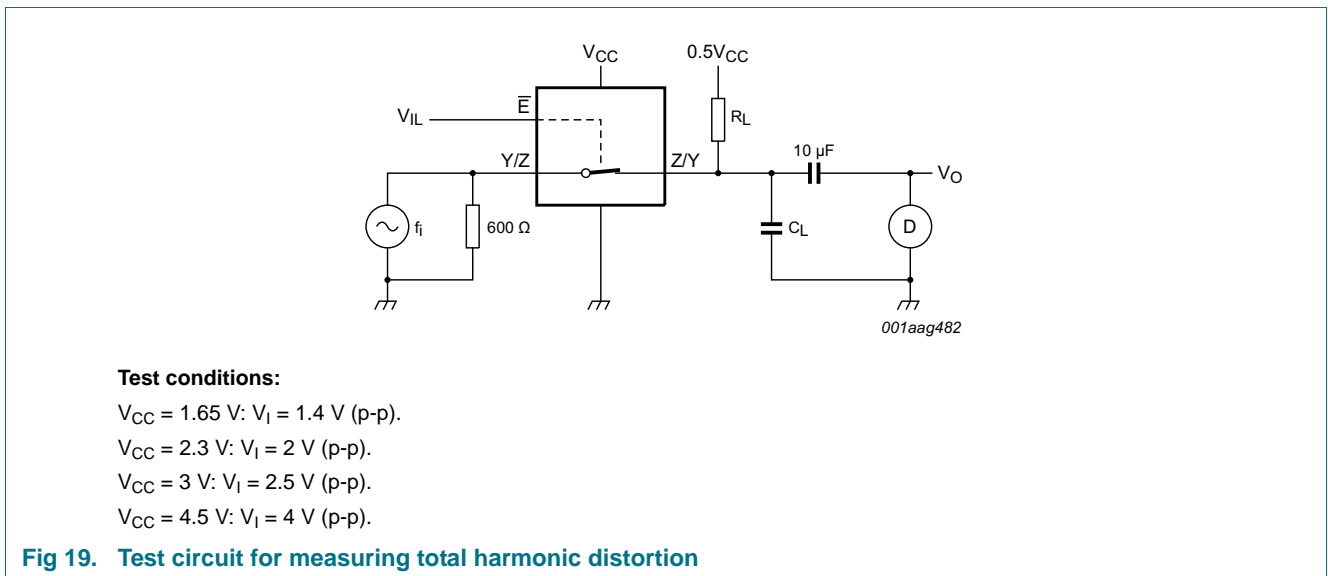 VCC
0.5VCC
E̅
VIL
RL
Y/Z
Z/Y
10 µF
VO
fi
600 Ω
CL
D
001aag482
Test conditions:
VCC = 1.65 V: VI = 1.4 V (p-p).
VCC = 2.3 V: VI = 2 V (p-p).
VCC = 3 V: VI = 2.5 V (p-p).
VCC = 4.5 V: VI = 4 V (p-p).
Fig 19. Test circuit for measuring total harmonic distortion